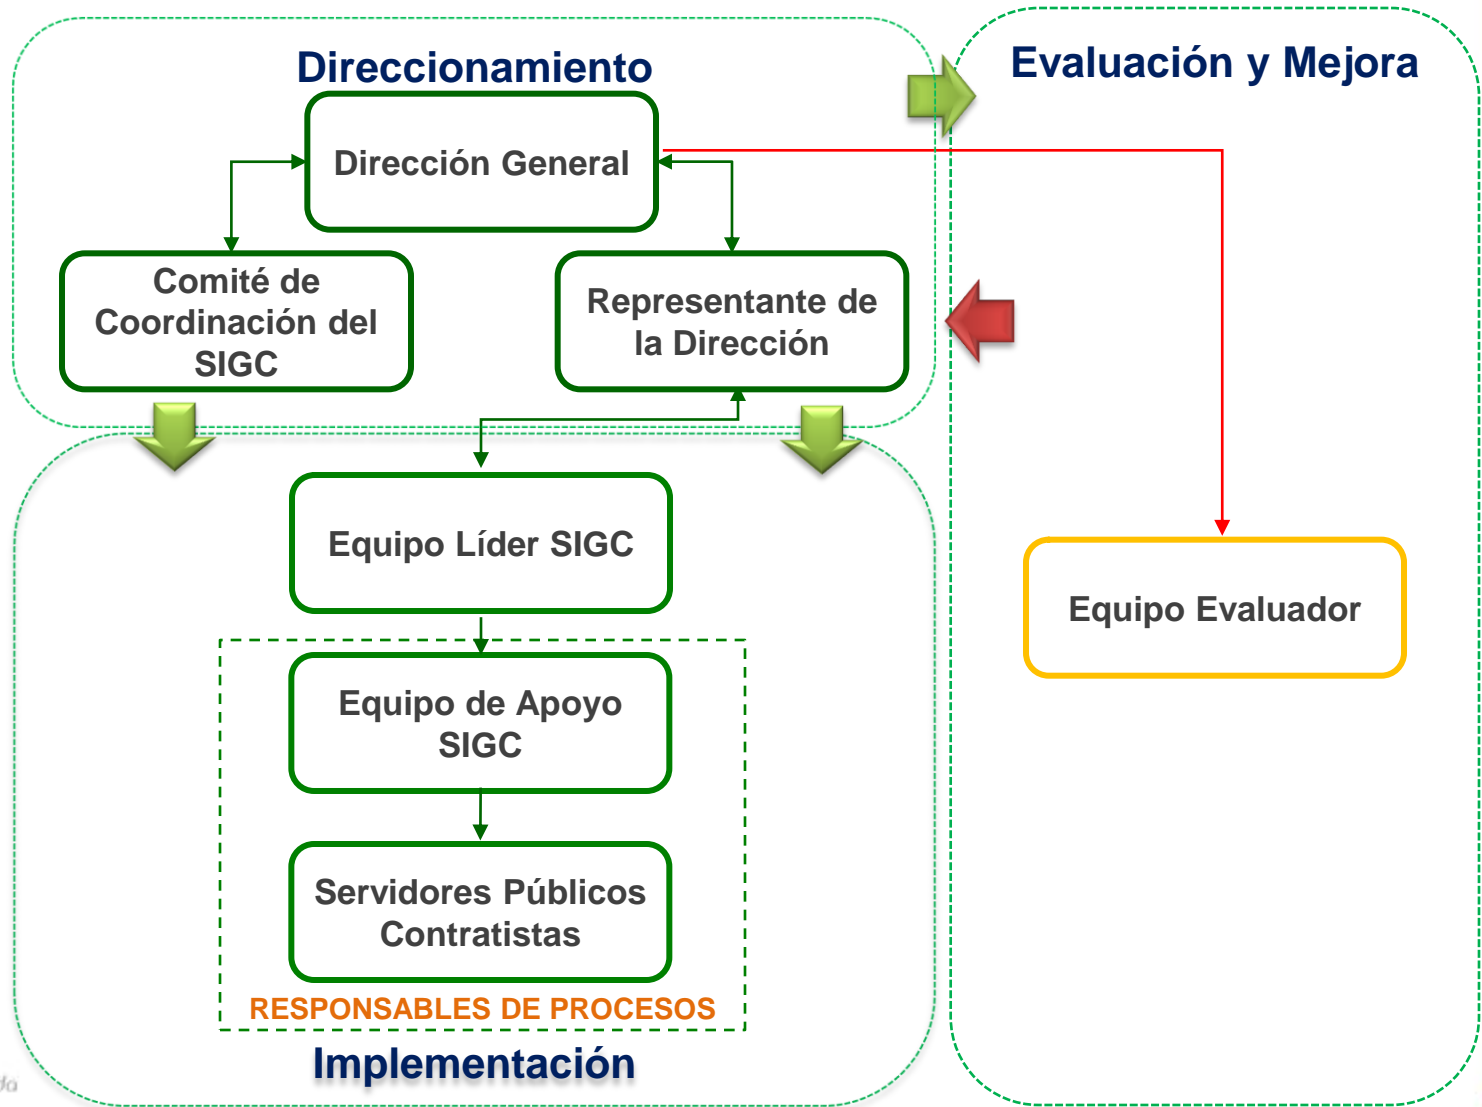 Direccionamiento
Evaluación y Mejora
Dirección General
Comité de
Coordinación del
SIGC
Representante de
la Dirección
Equipo Líder SIGC
Equipo Evaluador
Equipo de Apoyo
SIGC
Servidores Públicos
Contratistas
RESPONSABLES DE PROCESOS
Implementación